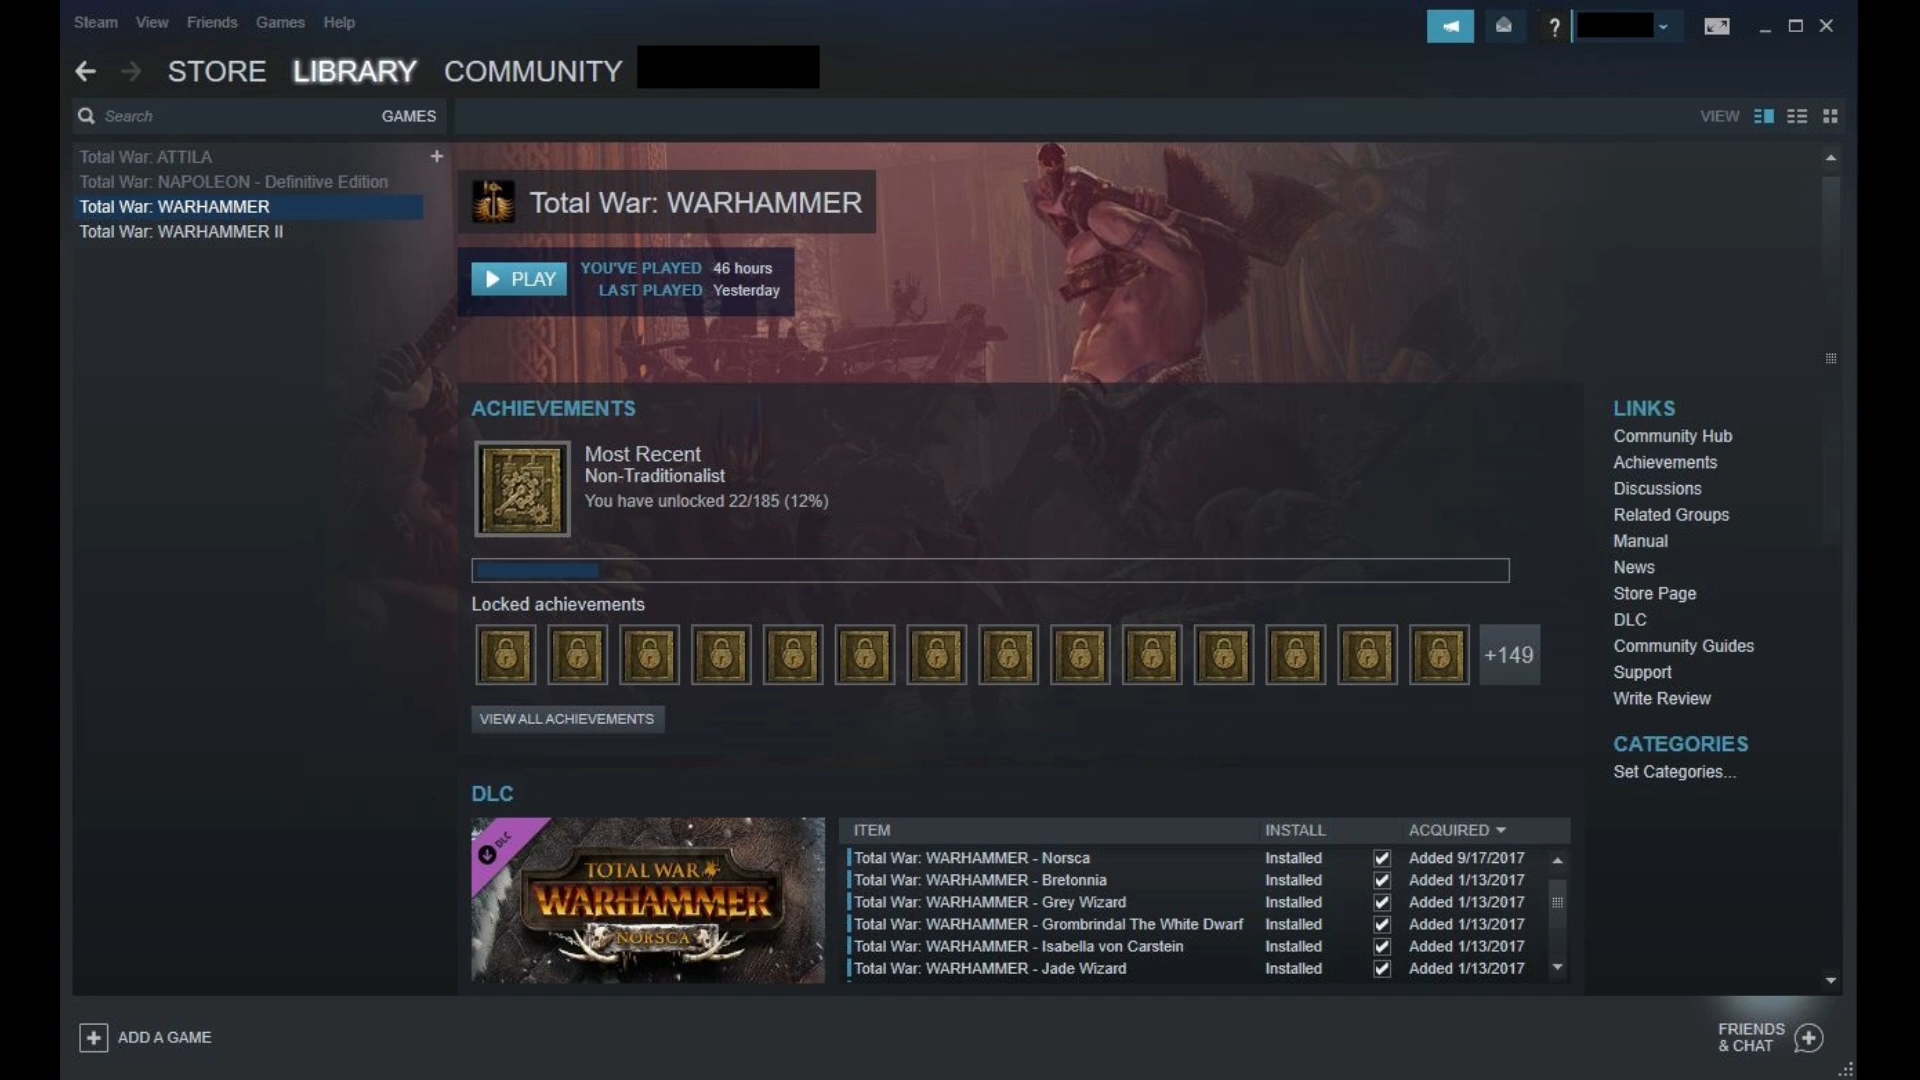 Steam View Friends Games Help
?
STORE LIBRARY COMMUNITY
Search GAMES
VIEW
Total War: ATTILA
Total War: NAPOLEON - Definitive Edition
Total War: WARHAMMER
Total War: WARHAMMER II
Total War: WARHAMMER
PLAY
YOU'VE PLAYED 46 hours
LAST PLAYED Yesterday
ACHIEVEMENTS
Most Recent
Non-Traditionalist
You have unlocked 22/185 (12%)
Locked achievements
+149
VIEW ALL ACHIEVEMENTS
LINKS
Community Hub
Achievements
Discussions
Related Groups
Manual
News
Store Page
DLC
Community Guides
Support
Write Review
CATEGORIES
Set Categories...
DLC
DLC
TOTAL WAR
WARHAMMER
NORSCA
ITEM INSTALL ACQUIRED
Total War: WARHAMMER - Norsca Installed Added 9/17/2017
Total War: WARHAMMER - Bretonnia Installed Added 1/13/2017
Total War: WARHAMMER - Grey Wizard Installed Added 1/13/2017
Total War: WARHAMMER - Grombrindal The White Dwarf Installed Added 1/13/2017
Total War: WARHAMMER - Isabella von Carstein Installed Added 1/13/2017
Total War: WARHAMMER - Jade Wizard Installed Added 1/13/2017
ADD A GAME
FRIENDS
& CHAT